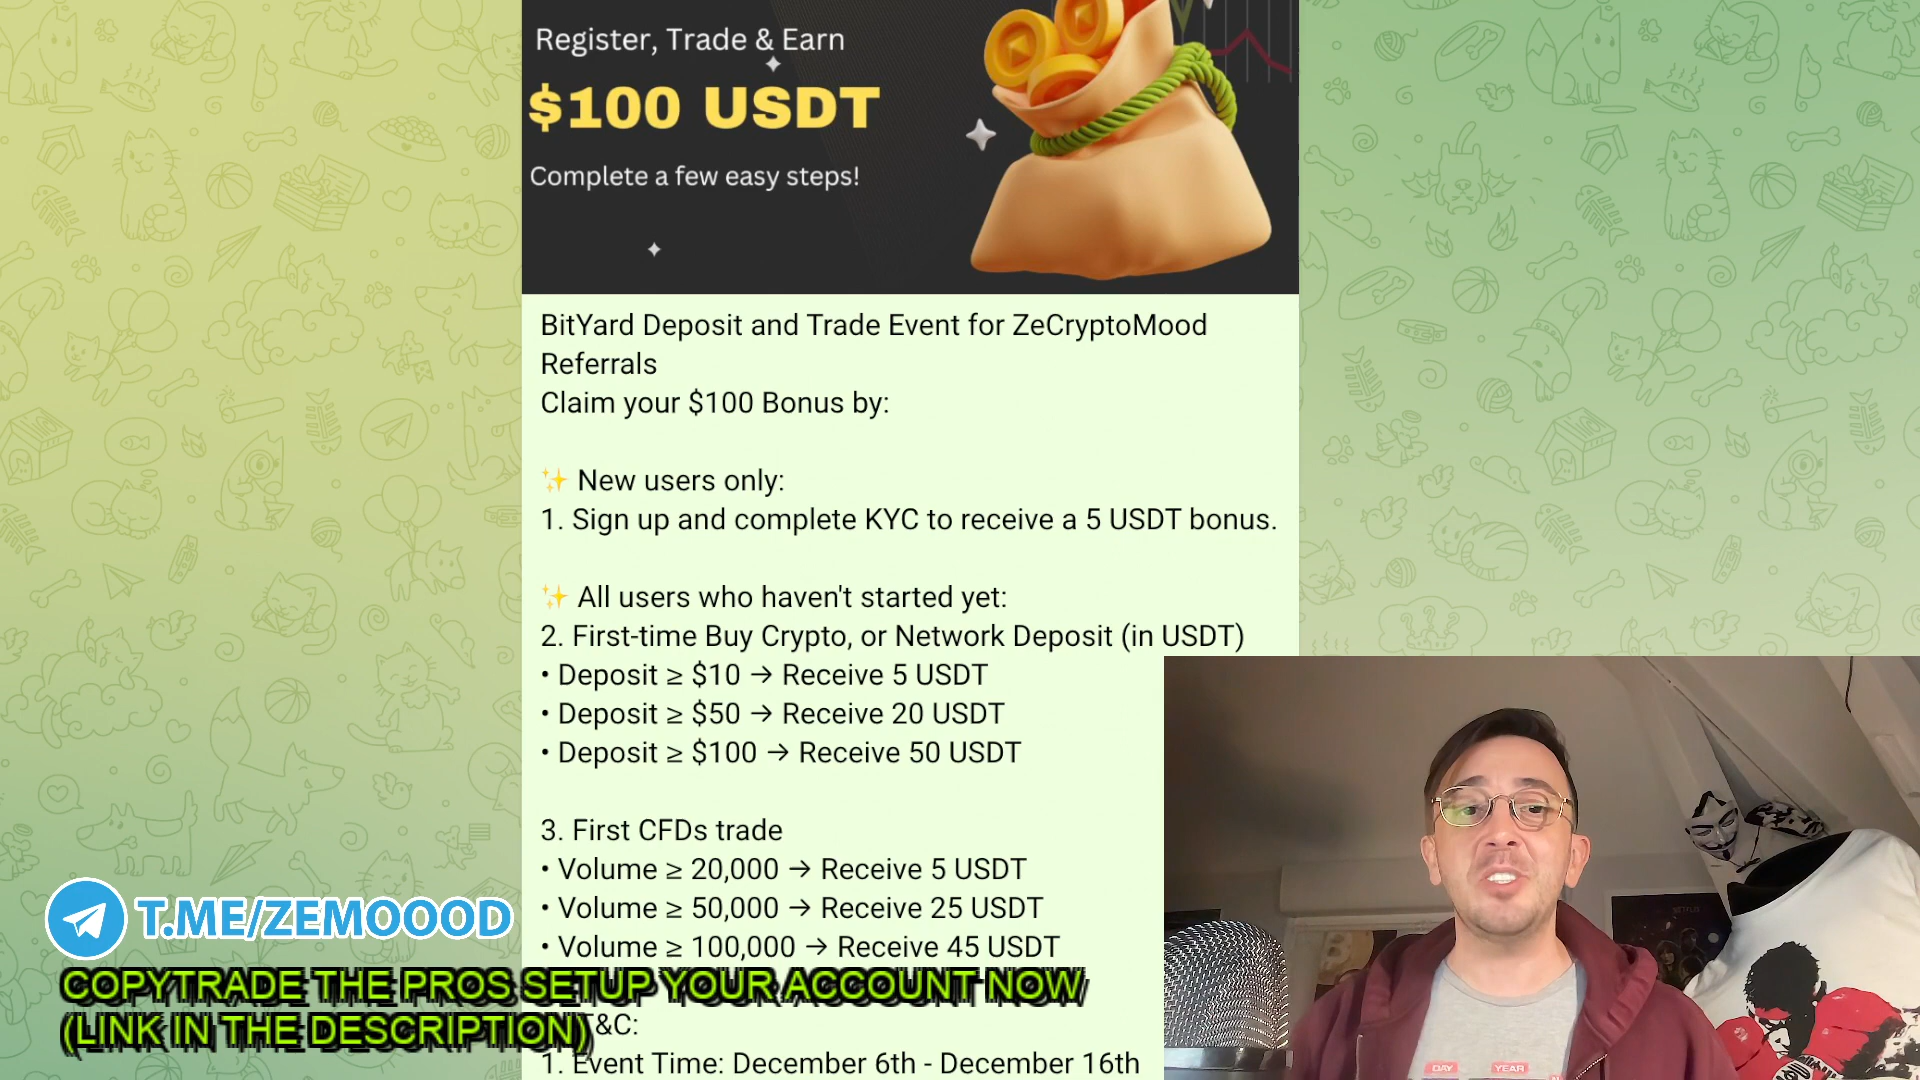 Register, Trade & Earn
$100 USDT
Complete a few easy steps!
BitYard Deposit and Trade Event for ZeCryptoMood
Referrals
Claim your $100 Bonus by:
✨ New users only:
1. Sign up and complete KYC to receive a 5 USDT bonus.
✨ All users who haven't started yet:
2. First-time Buy Crypto, or Network Deposit (in USDT)
• Deposit ≥ $10 → Receive 5 USDT
• Deposit ≥ $50 → Receive 20 USDT
• Deposit ≥ $100 → Receive 50 USDT
3. First CFDs trade
• Volume ≥ 20,000 → Receive 5 USDT
• Volume ≥ 50,000 → Receive 25 USDT
• Volume ≥ 100,000 → Receive 45 USDT
T&C:
1. Event Time: December 6th - December 16th
T.ME/ZEMOOOD
COPYTRADE THE PROS SETUP YOUR ACCOUNT NOW
(LINK IN THE DESCRIPTION)
NETFLIX
DAY YEAR